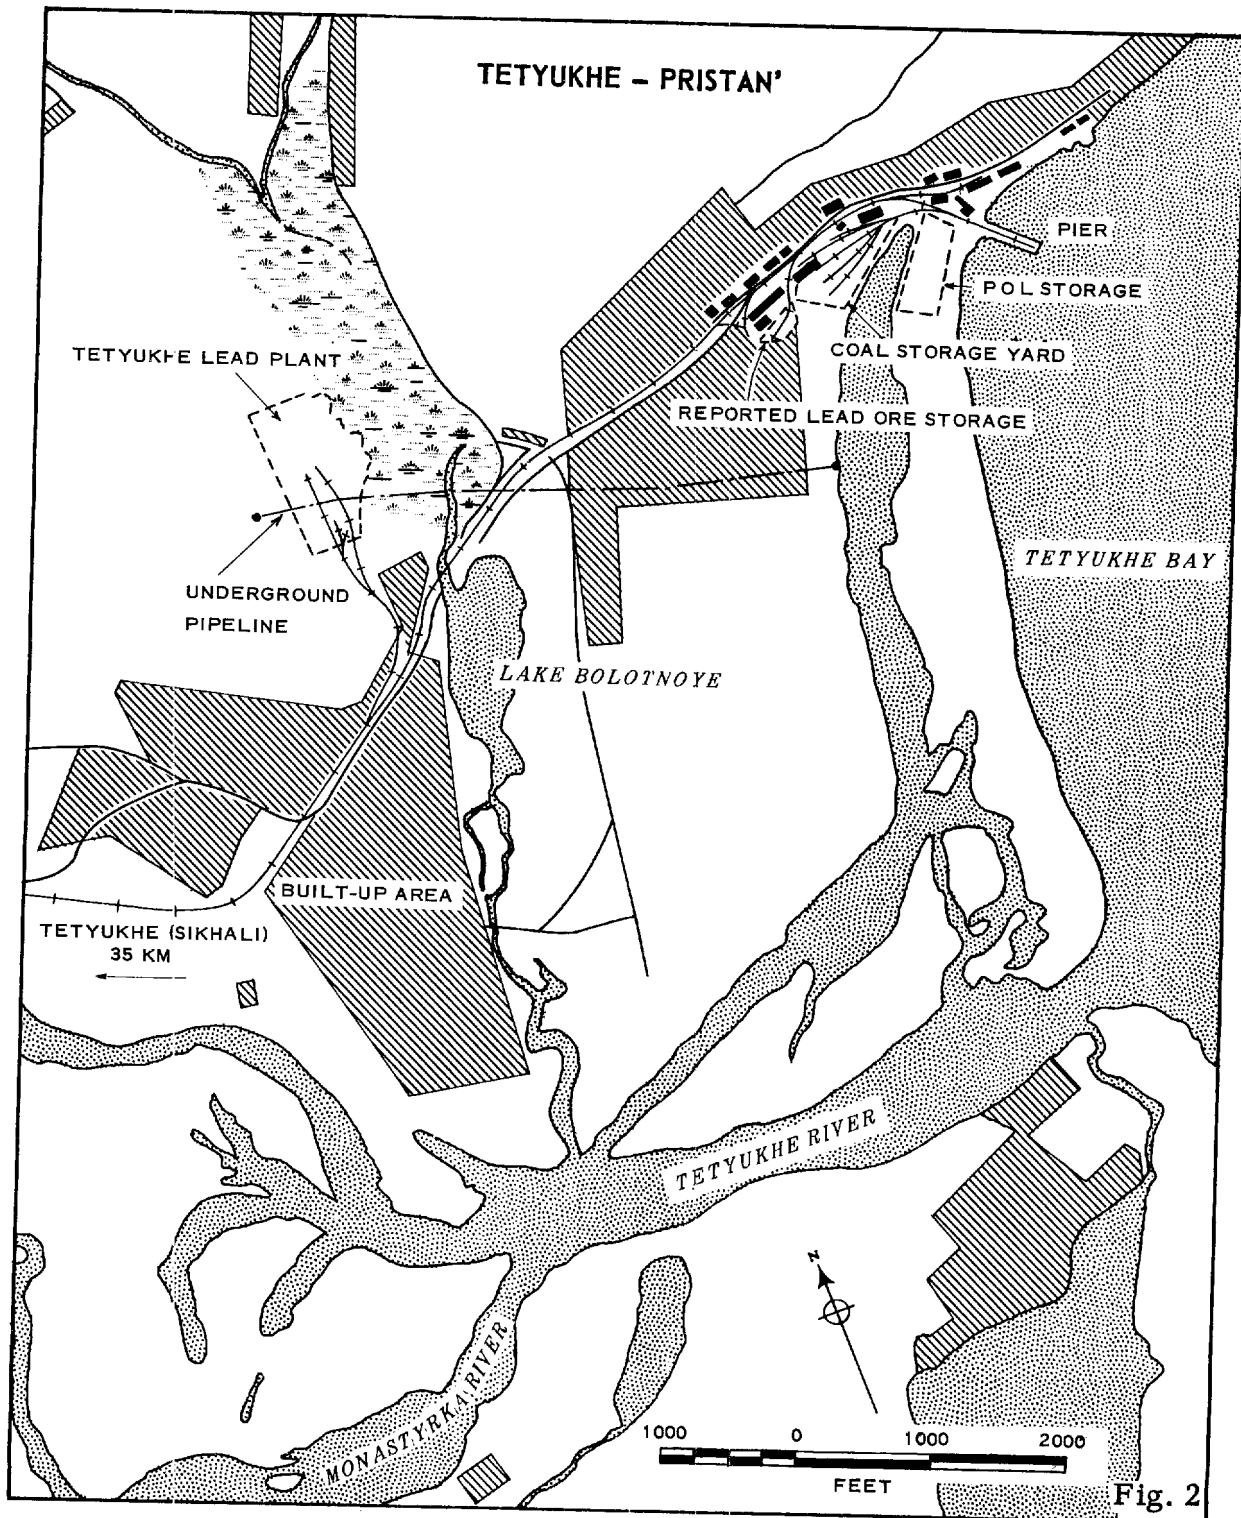 TETYUKHE – PRISTAN'
PIER
POL STORAGE
TETYUKHE LEAD PLANT
COAL STORAGE YARD
REPORTED LEAD ORE STORAGE
TETYUKHE BAY
UNDERGROUND
PIPELINE
LAKE BOLOTNOYE
BUILT-UP AREA
TETYUKHE (SIKHALI)
35 KM
TETYUKHE RIVER
N
MONASTYRKA RIVER
1000 0 1000 2000
FEET
Fig. 2